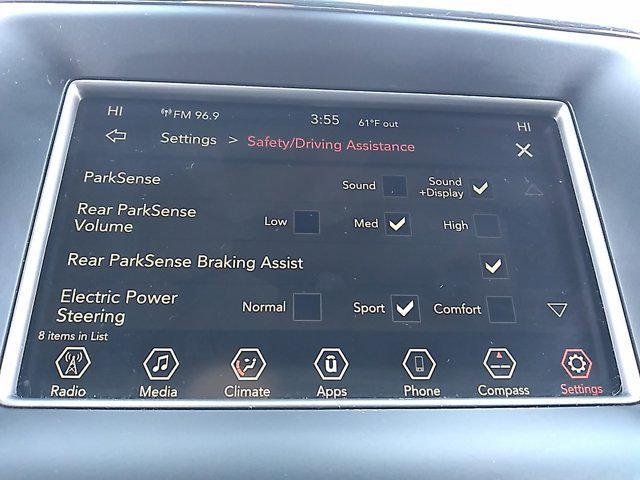 HI FM 96.9 3:55 61°F out HI
Settings > Safety/Driving Assistance
ParkSense Sound Sound +Display
Rear ParkSense Volume Low Med High
Rear ParkSense Braking Assist
Electric Power Steering Normal Sport Comfort
8 items in List
Radio Media Climate Apps Phone Compass Settings